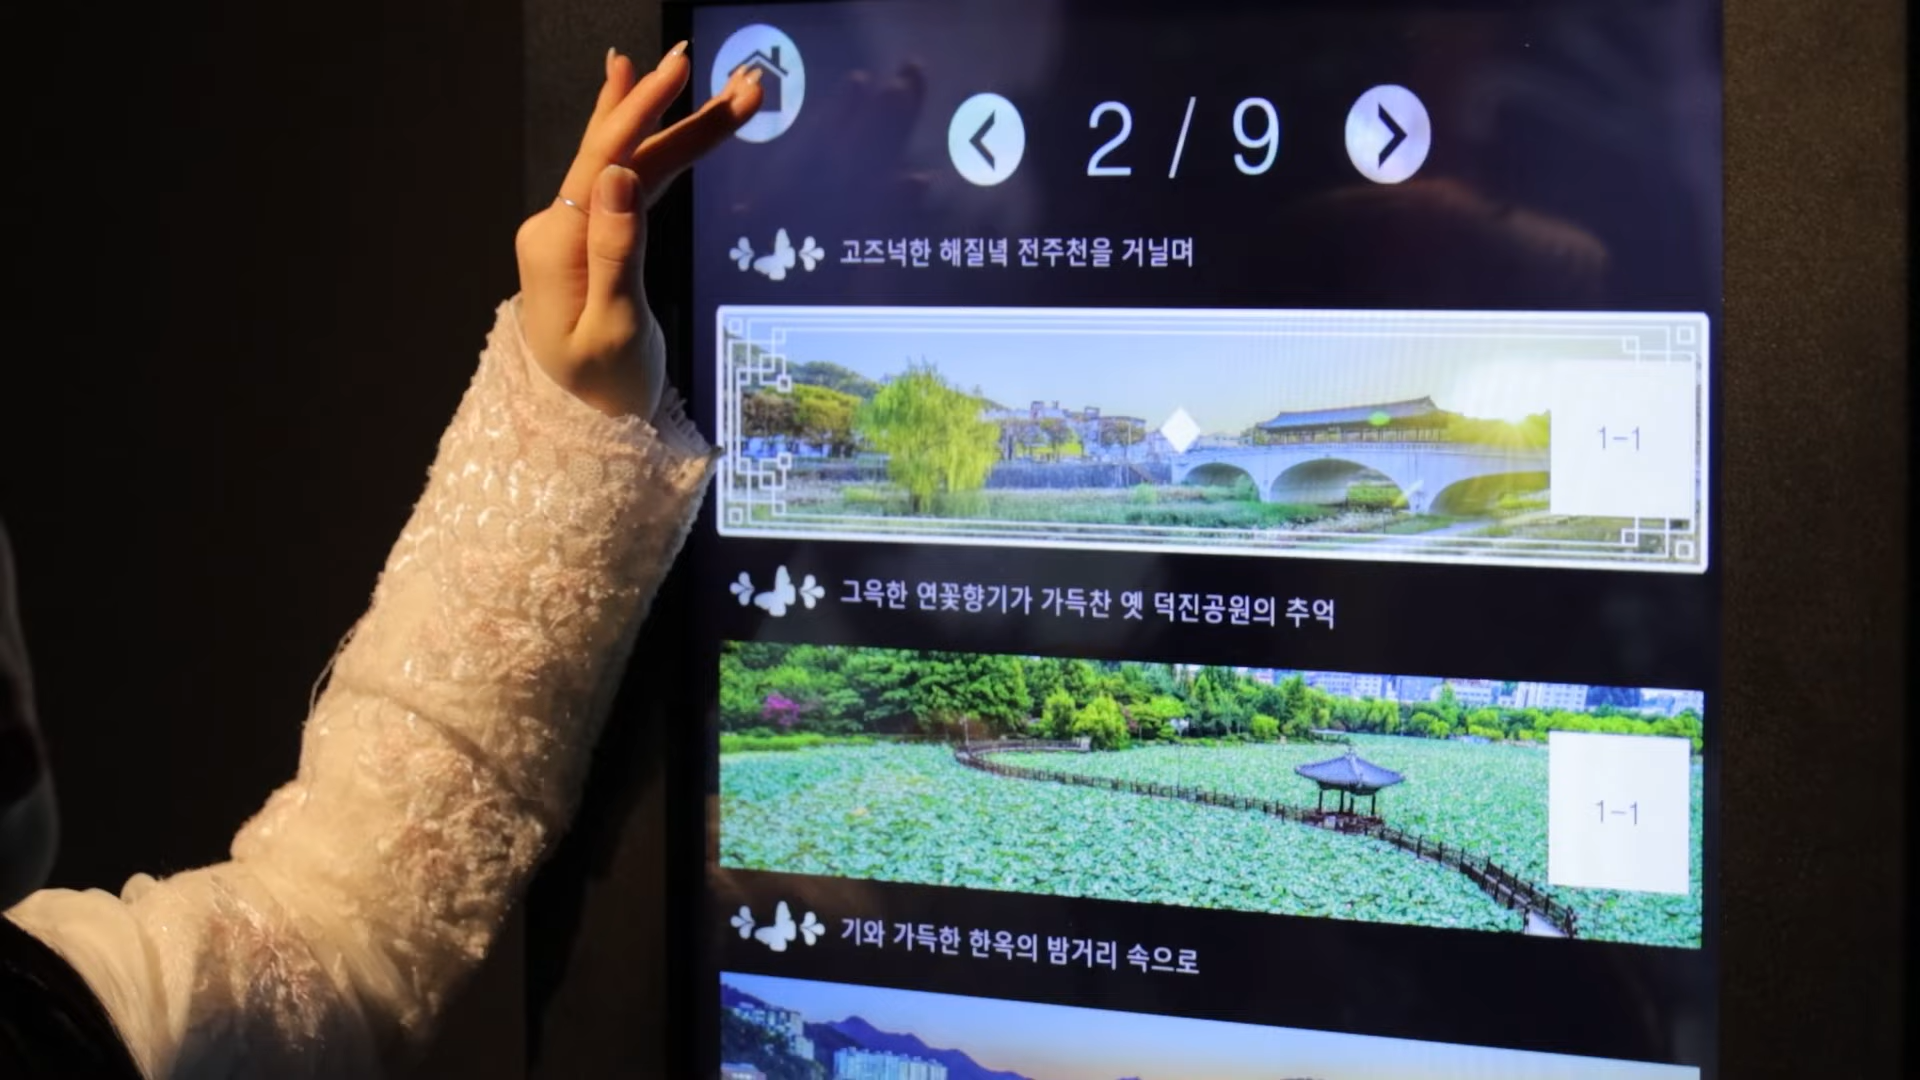 2 / 9
고즈넉한 해질녘 전주천을 거닐며
1-1
그윽한 연꽃향기가 가득찬 옛 덕진공원의 추억
1-1
기와 가득한 한옥의 밤거리 속으로